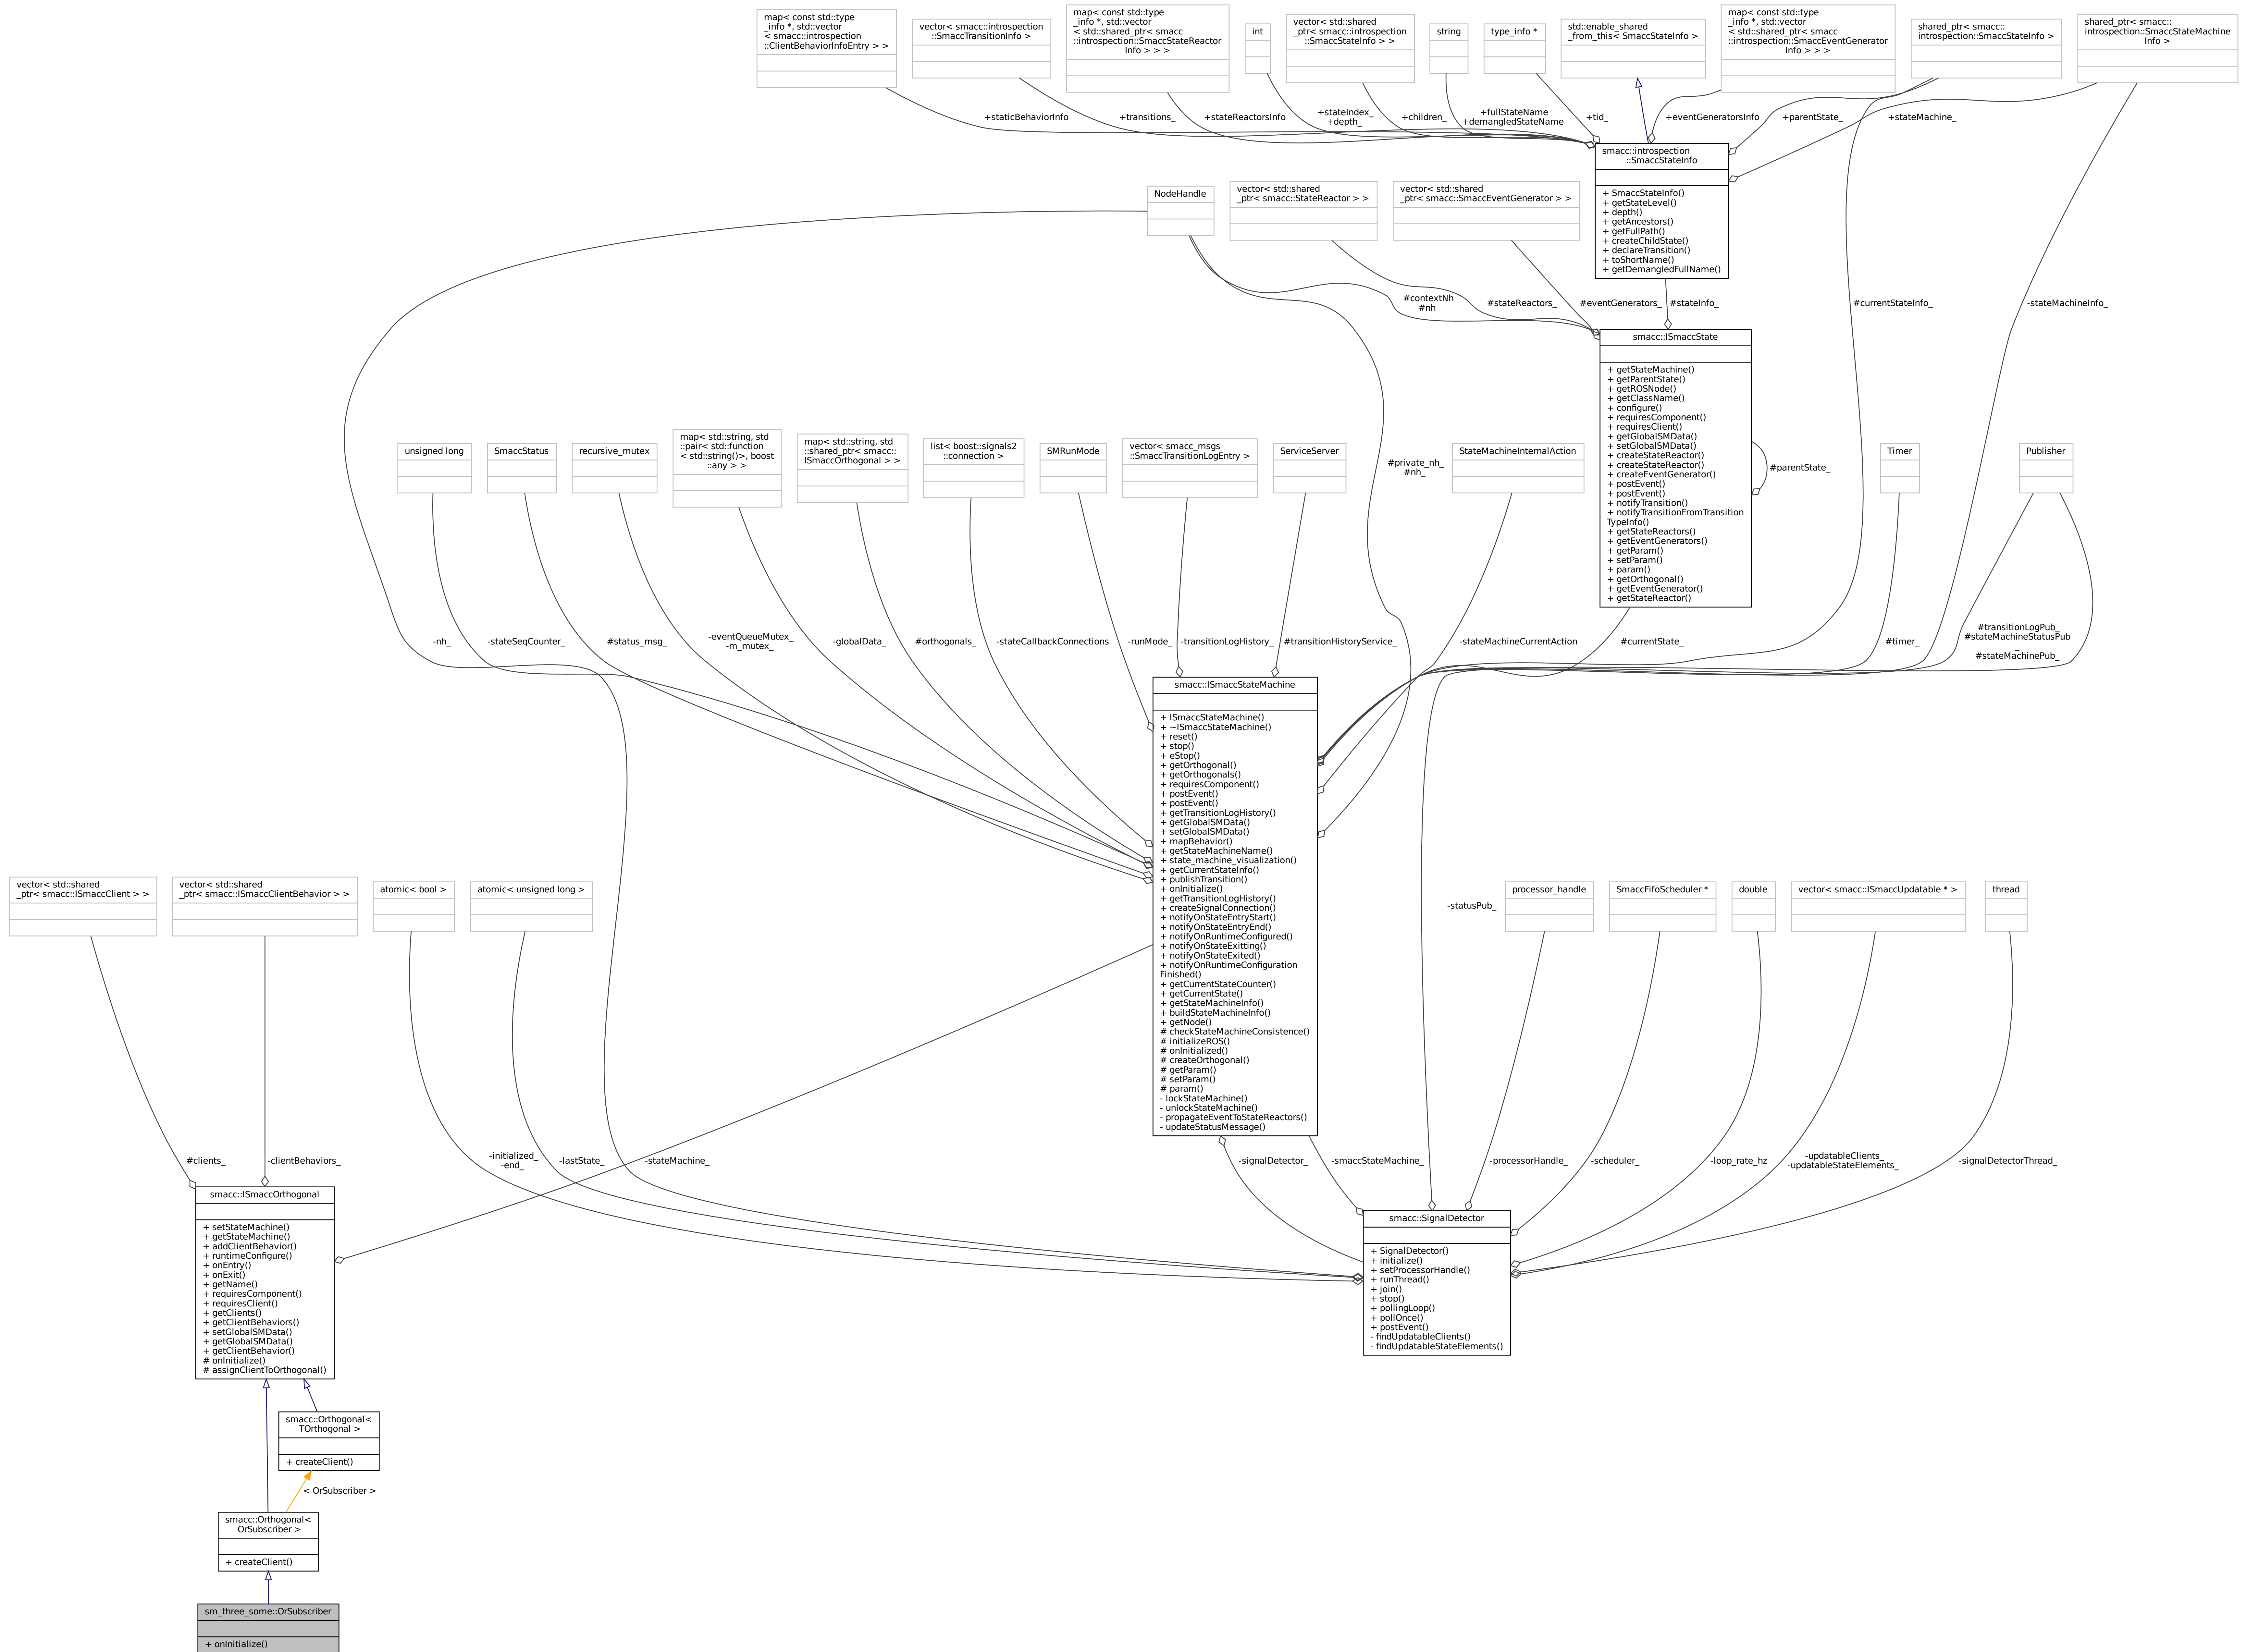 map< const std::type
_info *, std::vector
< smacc::introspection
::ClientBehaviorInfoEntry > >
vector< smacc::introspection
::SmaccTransitionInfo >
map< const std::type
_info *, std::vector
< std::shared_ptr< smacc
::introspection::SmaccStateReactor
Info > > >
int
vector< std::shared
_ptr< smacc::introspection
::SmaccStateInfo > >
string
type_info *
std::enable_shared
_from_this< SmaccStateInfo >
map< const std::type
_info *, std::vector
< std::shared_ptr< smacc
::introspection::SmaccEventGenerator
Info > > >
shared_ptr< smacc::
introspection::SmaccStateInfo >
shared_ptr< smacc::
introspection::SmaccStateMachine
Info >
+staticBehaviorInfo
+transitions_
+stateReactorsInfo
+stateIndex_
+depth_
+children_
+fullStateName
+demangledStateName
+tid_
+eventGeneratorsInfo
+parentState_
+stateMachine_
smacc::introspection
::SmaccStateInfo
+ SmaccStateInfo()
+ getStateLevel()
+ depth()
+ getAncestors()
+ getFullPath()
+ createChildState()
+ declareTransition()
+ toShortName()
+ getDemangledFullName()
NodeHandle
vector< std::shared
_ptr< smacc::StateReactor > >
vector< std::shared
_ptr< smacc::SmaccEventGenerator > >
#contextNh
#nh
#stateReactors_
#eventGenerators_
#stateInfo_
#currentStateInfo_
-stateMachineInfo_
smacc::ISmaccState
+ getStateMachine()
+ getParentState()
+ getROSNode()
+ getClassName()
+ configure()
+ requiresComponent()
+ requiresClient()
+ getGlobalSMData()
+ setGlobalSMData()
+ createStateReactor()
+ createStateReactor()
+ createEventGenerator()
+ postEvent()
+ postEvent()
+ notifyTransition()
+ notifyTransitionFromTransition
TypeInfo()
+ getStateReactors()
+ getEventGenerators()
+ getParam()
+ setParam()
+ param()
+ getOrthogonal()
+ getEventGenerator()
+ getStateReactor()
#parentState_
unsigned long
SmaccStatus
recursive_mutex
map< std::string, std
::pair< std::function
< std::string()>, boost
::any > >
map< std::string, std
::shared_ptr< smacc::
ISmaccOrthogonal > >
list< boost::signals2
::connection >
SMRunMode
vector< smacc_msgs
::SmaccTransitionLogEntry >
ServiceServer
#private_nh_
#nh_
StateMachineInternalAction
Timer
Publisher
-nh_
-stateSeqCounter_
#status_msg_
-eventQueueMutex_
-m_mutex_
-globalData_
#orthogonals_
-stateCallbackConnections
-runMode_
-transitionLogHistory_
#transitionHistoryService_
-stateMachineCurrentAction
#currentState_
#timer_
#transitionLogPub_
#stateMachineStatusPub
_
#stateMachinePub_
smacc::ISmaccStateMachine
+ ISmaccStateMachine()
+ ~ISmaccStateMachine()
+ reset()
+ stop()
+ eStop()
+ getOrthogonal()
+ getOrthogonals()
+ requiresComponent()
+ postEvent()
+ postEvent()
+ getTransitionLogHistory()
+ getGlobalSMData()
+ setGlobalSMData()
+ mapBehavior()
+ getStateMachineName()
+ state_machine_visualization()
+ getCurrentStateInfo()
+ publishTransition()
+ onInitialize()
+ getTransitionLogHistory()
+ createSignalConnection()
+ notifyOnStateEntryStart()
+ notifyOnStateEntryEnd()
+ notifyOnRuntimeConfigured()
+ notifyOnStateExitting()
+ notifyOnStateExited()
+ notifyOnRuntimeConfiguration
Finished()
+ getCurrentStateCounter()
+ getCurrentState()
+ getStateMachineInfo()
+ buildStateMachineInfo()
+ getNode()
# checkStateMachineConsistence()
# initializeROS()
# onInitialized()
# createOrthogonal()
# getParam()
# setParam()
# param()
- lockStateMachine()
- unlockStateMachine()
- propagateEventToStateReactors()
- updateStatusMessage()
vector< std::shared
_ptr< smacc::ISmaccClient > >
vector< std::shared
_ptr< smacc::ISmaccClientBehavior > >
atomic< bool >
atomic< unsigned long >
-statusPub_
processor_handle
SmaccFifoScheduler *
double
vector< smacc::ISmaccUpdatable * >
thread
#clients_
-clientBehaviors_
-initialized_
-end_
-lastState_
-stateMachine_
-signalDetector_
-smaccStateMachine_
-processorHandle_
-scheduler_
-loop_rate_hz
-updatableClients_
-updatableStateElements_
-signalDetectorThread_
smacc::ISmaccOrthogonal
+ setStateMachine()
+ getStateMachine()
+ addClientBehavior()
+ runtimeConfigure()
+ onEntry()
+ onExit()
+ getName()
+ requiresComponent()
+ requiresClient()
+ getClients()
+ getClientBehaviors()
+ setGlobalSMData()
+ getGlobalSMData()
+ getClientBehavior()
# onInitialize()
# assignClientToOrthogonal()
smacc::SignalDetector
+ SignalDetector()
+ initialize()
+ setProcessorHandle()
+ runThread()
+ join()
+ stop()
+ pollingLoop()
+ pollOnce()
+ postEvent()
- findUpdatableClients()
- findUpdatableStateElements()
smacc::Orthogonal<
TOrthogonal >
+ createClient()
< OrSubscriber >
smacc::Orthogonal<
OrSubscriber >
+ createClient()
sm_three_some::OrSubscriber
+ onInitialize()